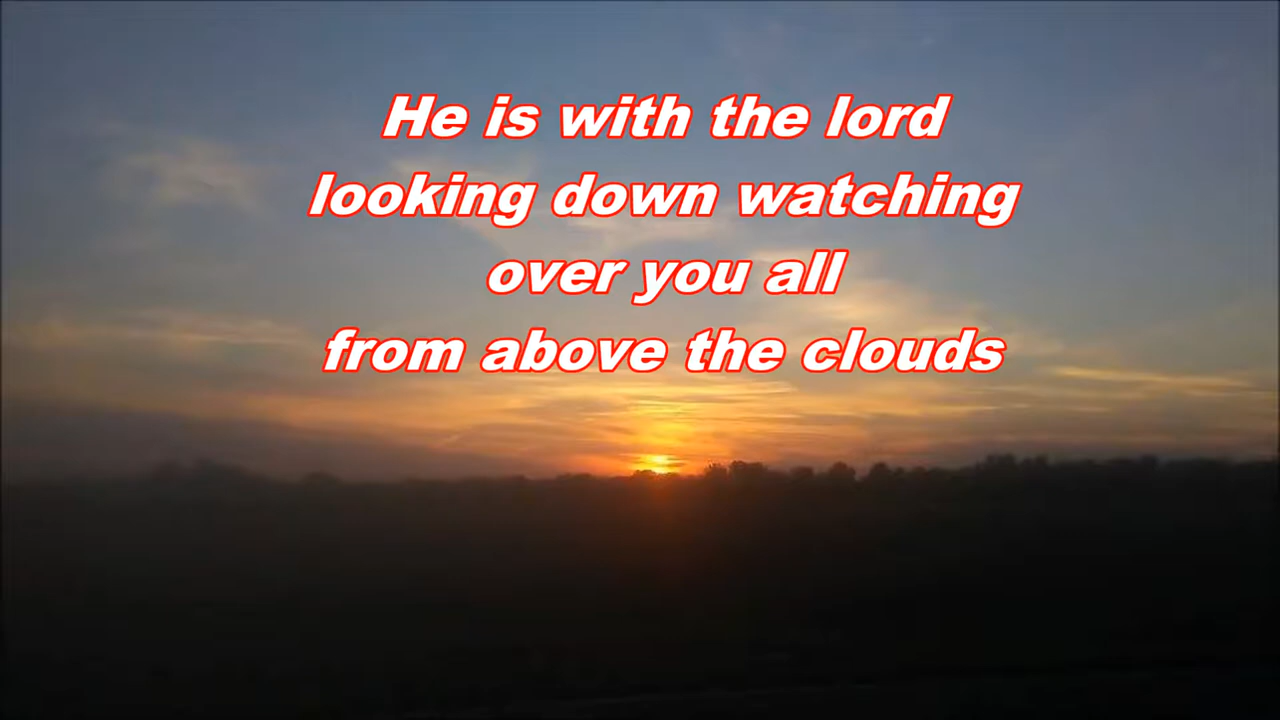 He is with the lord
looking down watching
over you all
from above the clouds